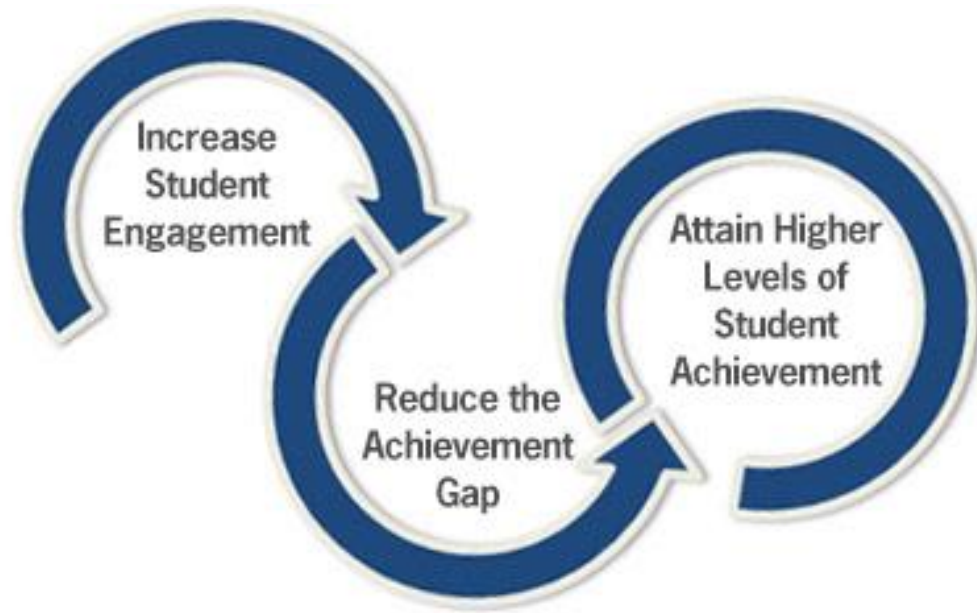 Increase
Student
Engagement
Reduce the
Achievement
Gap
Attain Higher
Levels of
Student
Achievement